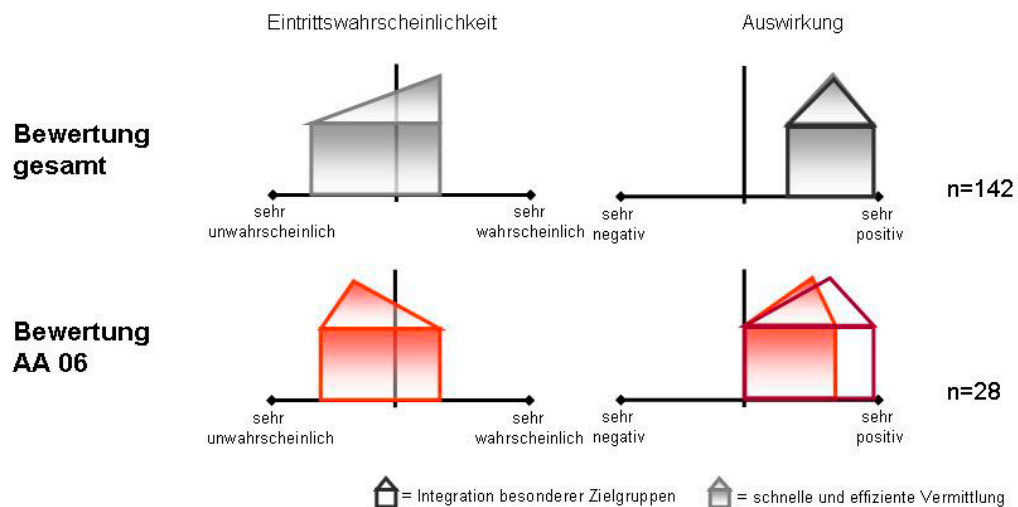 Eintrittswahrscheinlichkeit
Auswirkung
Bewertung
gesamt
sehr
unwahrscheinlich
sehr
wahrscheinlich
sehr
negativ
sehr
positiv
n=142
Bewertung
AA 06
sehr
unwahrscheinlich
sehr
wahrscheinlich
sehr
negativ
sehr
positiv
n=28
= Integration besonderer Zielgruppen
= schnelle und effiziente Vermittlung